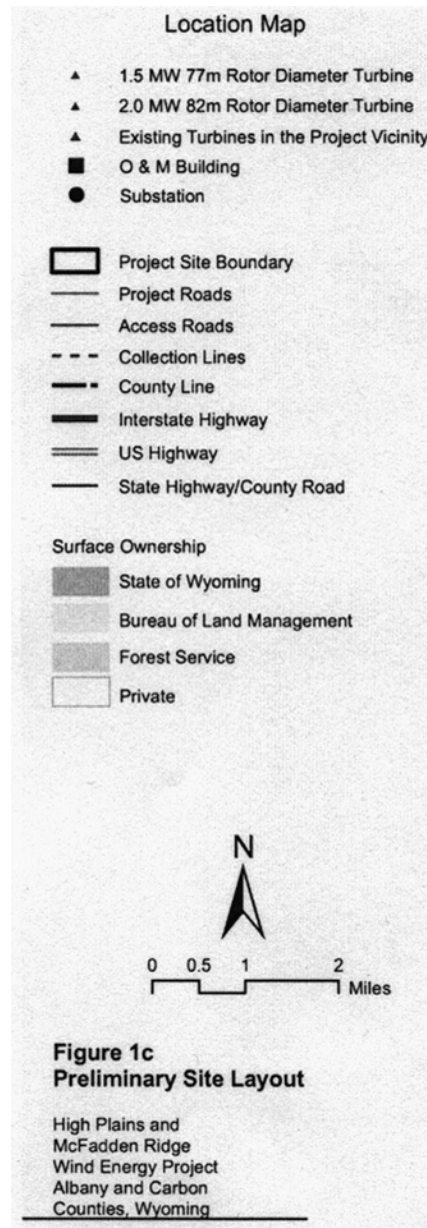 Location Map
1.5 MW 77m Rotor Diameter Turbine
2.0 MW 82m Rotor Diameter Turbine
Existing Turbines in the Project Vicinity
O & M Building
Substation
Project Site Boundary
Project Roads
Access Roads
Collection Lines
County Line
Interstate Highway
US Highway
State Highway/County Road
Surface Ownership
State of Wyoming
Bureau of Land Management
Forest Service
Private
N
0 0.5 1 2
Miles
Figure 1c
Preliminary Site Layout
High Plains and
McFadden Ridge
Wind Energy Project
Albany and Carbon
Counties, Wyoming